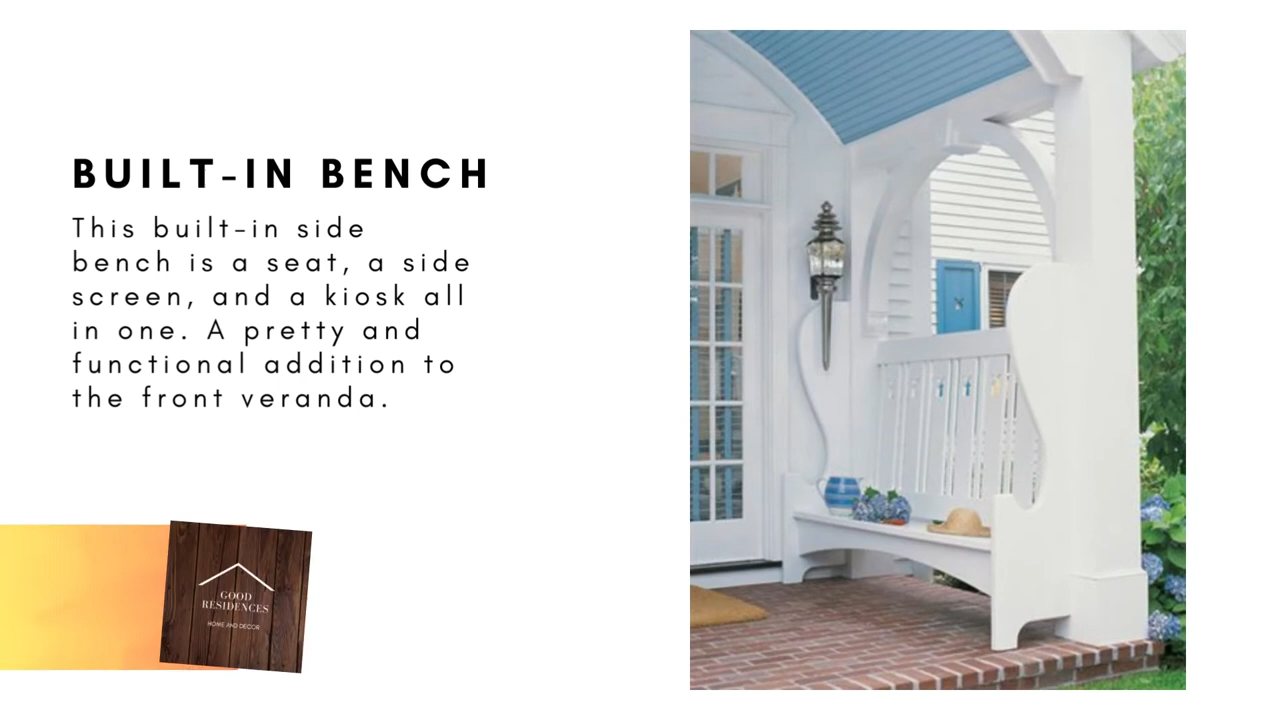 BUILT-IN BENCH
This built-in side
bench is a seat, a side
screen, and a kiosk all
in one. A pretty and
functional addition to
the front veranda.
GOOD
RESIDENCES
HOME AND DECOR